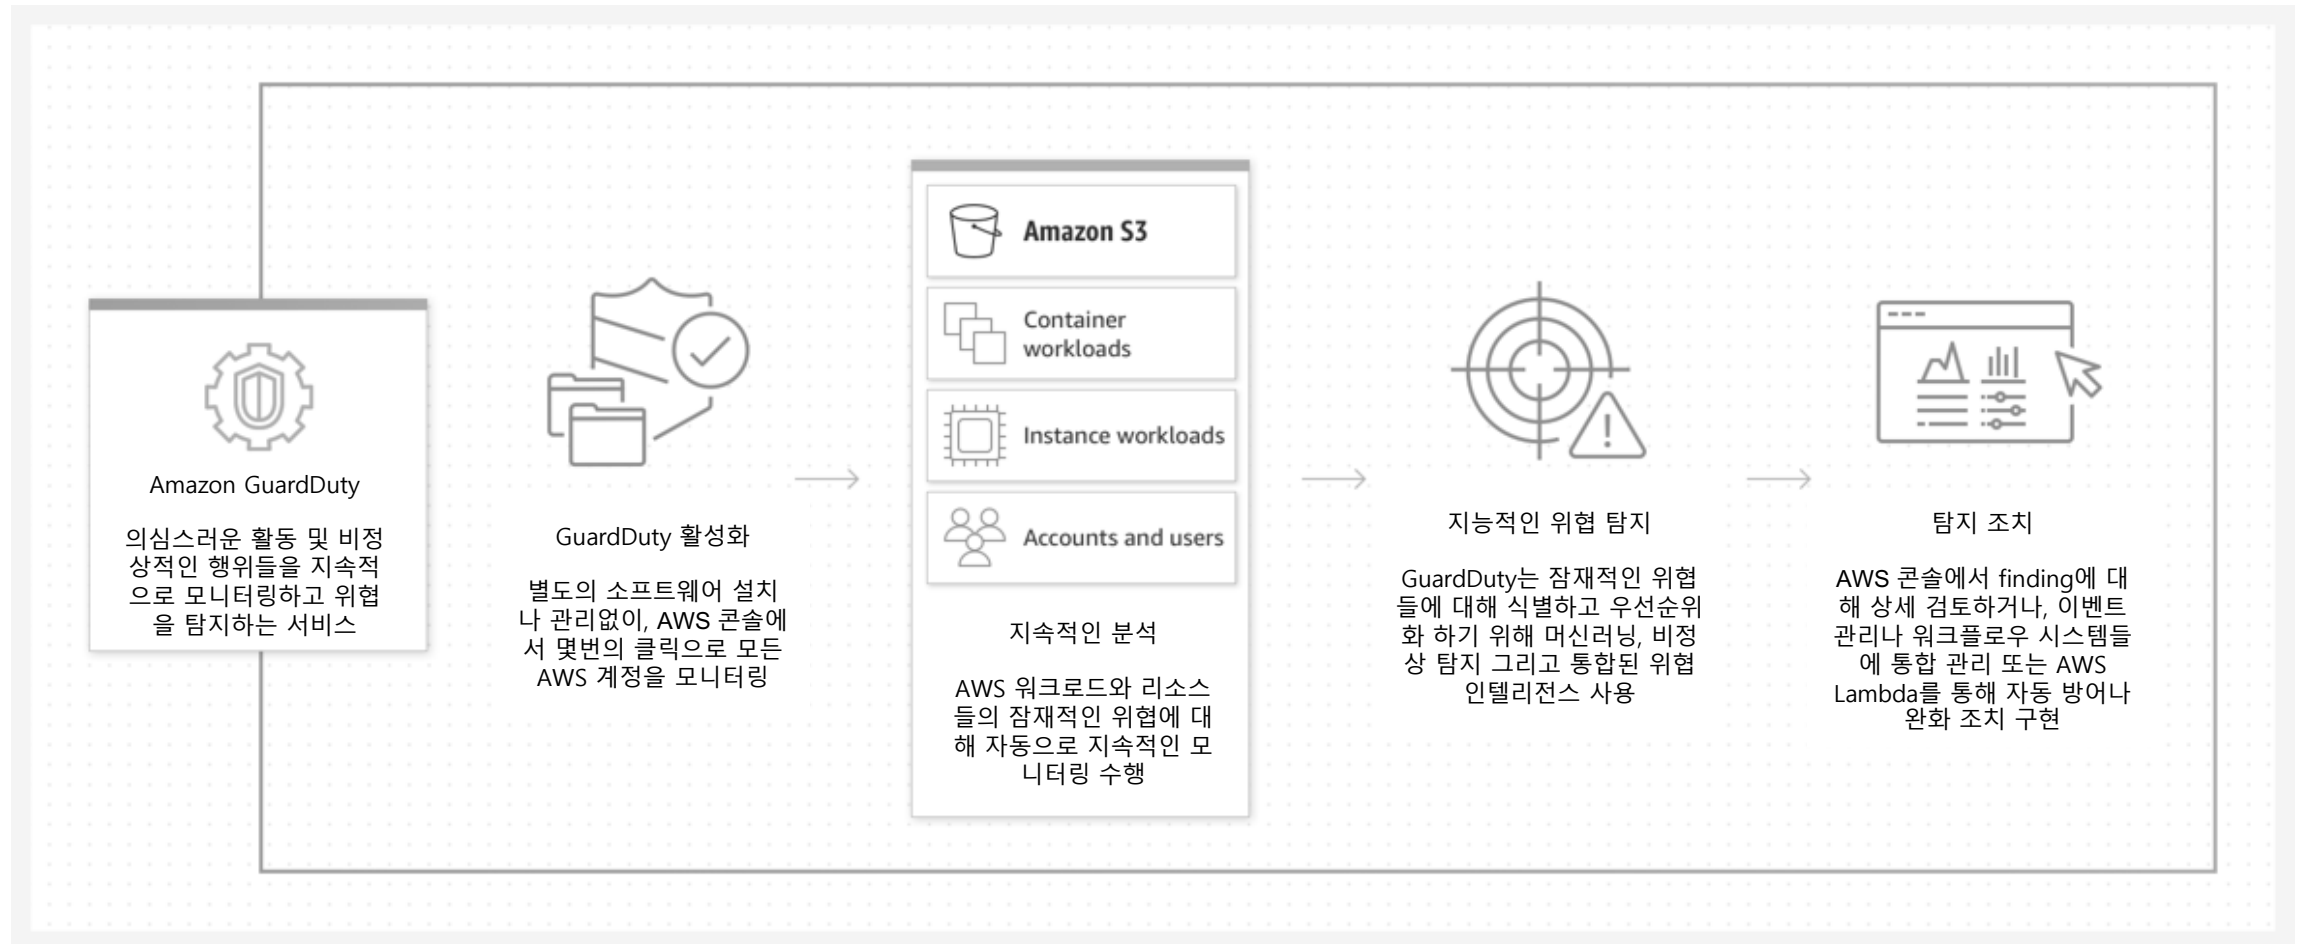 Amazon GuardDuty
의심스러운 활동 및 비정
상적인 행위들을 지속적
으로 모니터링하고 위협
을 탐지하는 서비스
GuardDuty 활성화
별도의 소프트웨어 설치
나 관리없이, AWS 콘솔에
서 몇번의 클릭으로 모든
AWS 계정을 모니터링
Amazon S3
Container
workloads
Instance workloads
Accounts and users
지속적인 분석
AWS 워크로드와 리소스
들의 잠재적인 위협에 대
해 자동으로 지속적인 모
니터링 수행
지능적인 위협 탐지
GuardDuty는 잠재적인 위협
들에 대해 식별하고 우선순위
화 하기 위해 머신러닝, 비정
상 탐지 그리고 통합된 위협
인텔리전스 사용
탐지 조치
AWS 콘솔에서 finding에 대
해 상세 검토하거나, 이벤트
관리나 워크플로우 시스템들
에 통합 관리 또는 AWS
Lambda를 통해 자동 방어나
완화 조치 구현